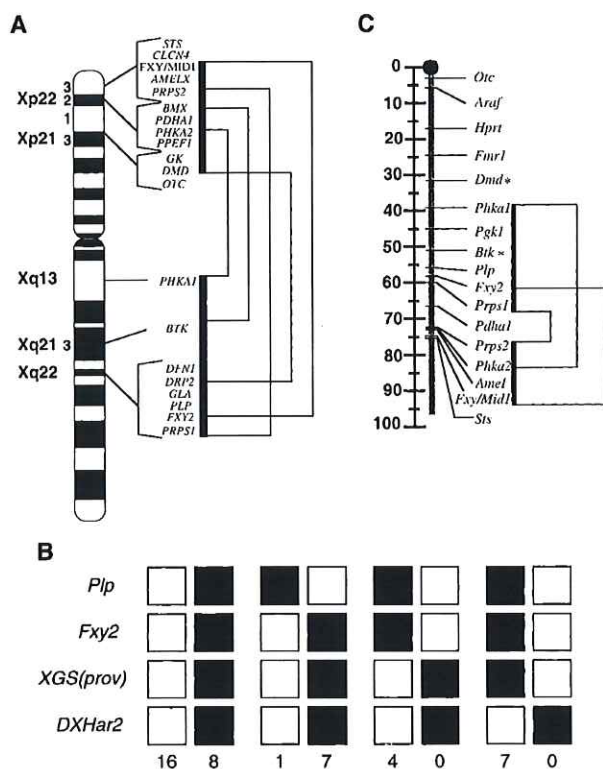 A
STS
CLCN4
FXY/MID1
AMELX
PRPS2
BMX
PDHA1
PHKA2
PPEF1
GK
DMD
OTC
Xp22
3
2
1
Xp21 3
Xq13
PHKA1
Xq21 3
BTK
Xq22
DFN1
DRP2
GLA
PLP
FXY2
PRPS1
C
0
10
20
30
40
50
60
70
80
90
100
Otc
Araf
Hprt
Fmr1
Dmd*
Phka1
Pgk1
Btk*
Plp
Fxy2
Prps1
Pdha1
Prps2
Phka2
Amel
Fxy/Mid1
Sts
B
Plp
Fxy2
XGS(prov)
DXHar2
16 8 1 7 4 0 7 0